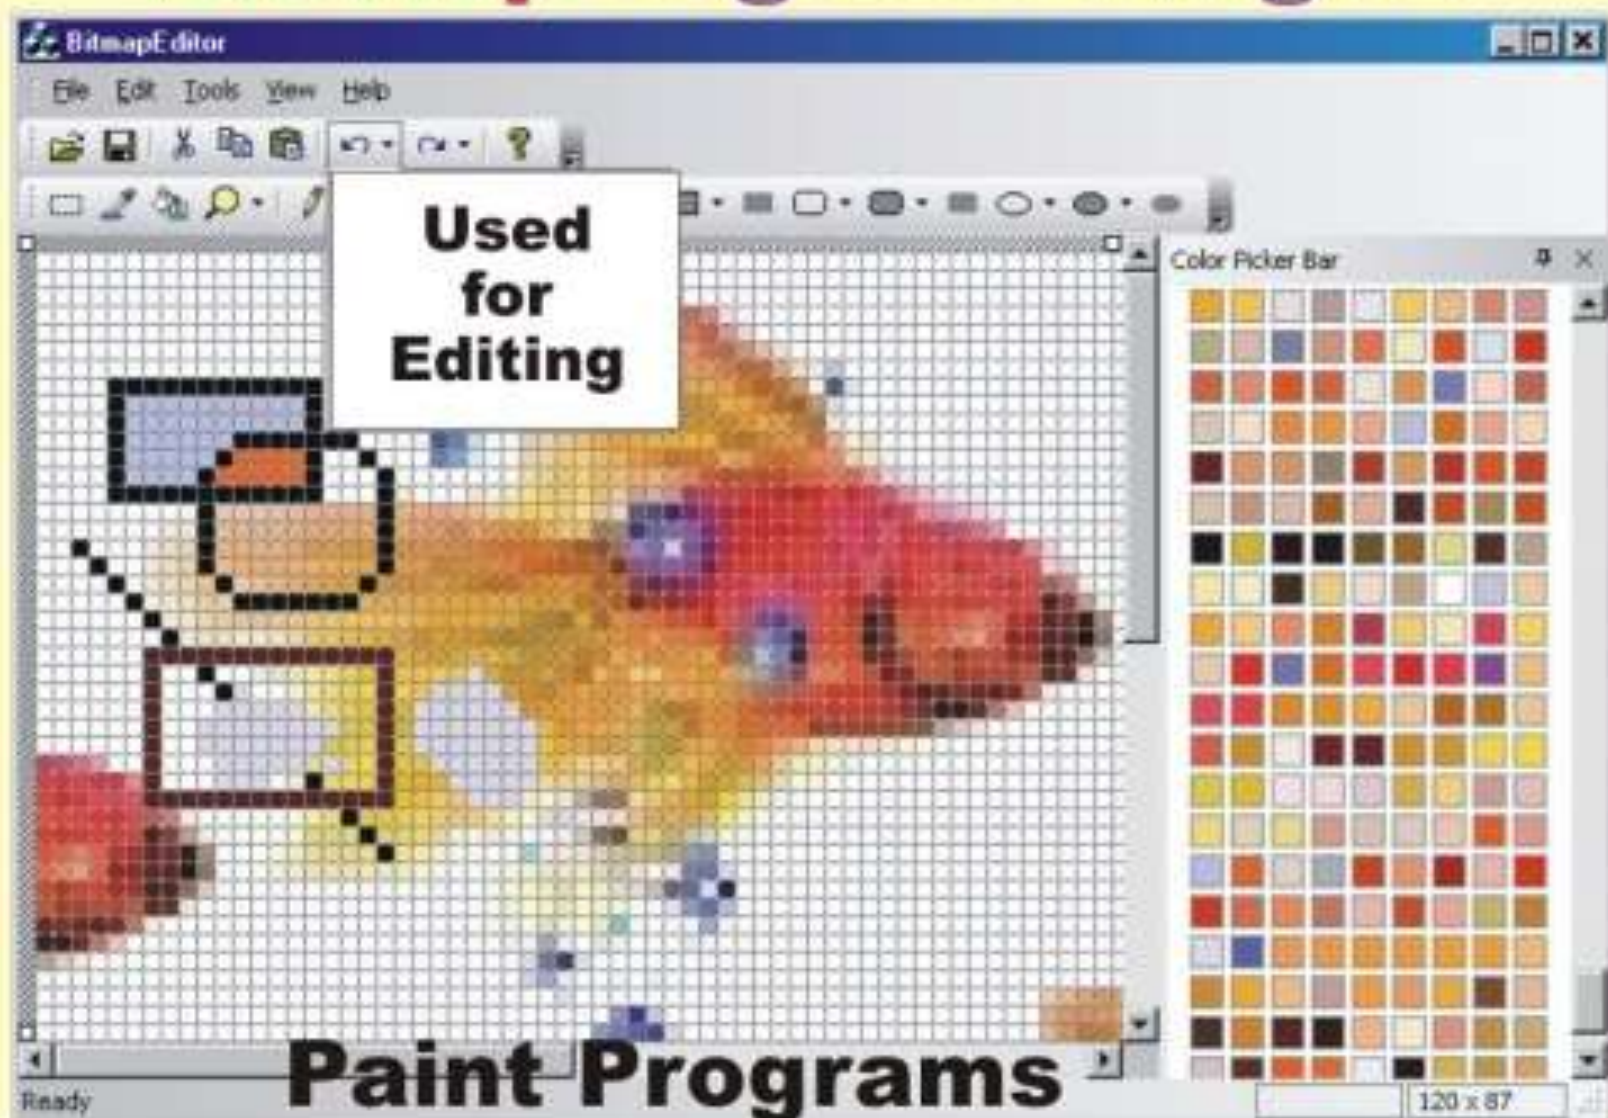 BitmapEditor
File Edit Tools View Help
Used
for
Editing
Color Picker Bar
Paint Programs
Ready
120 x 87